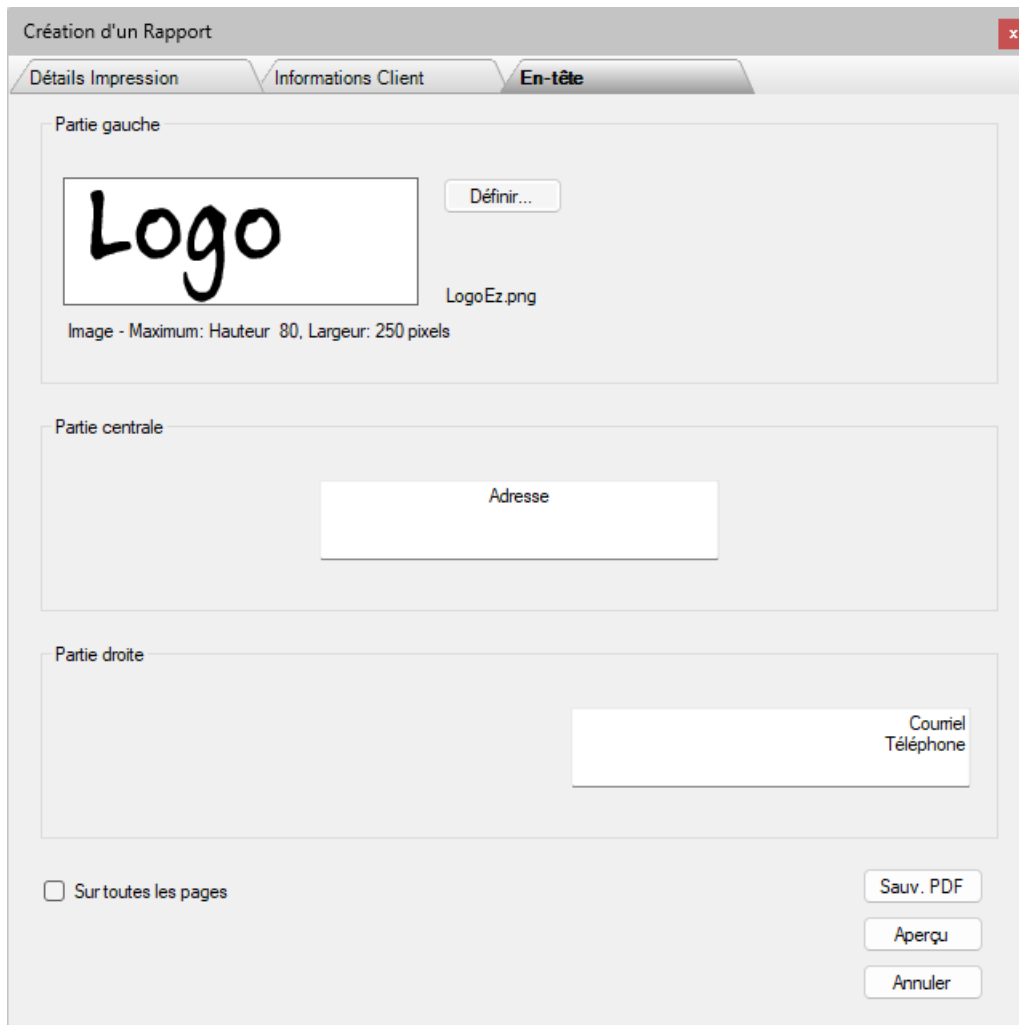 Création d'un Rapport
x
Détails Impression
Informations Client
En-tête
Partie gauche
Logo
Définir...
LogoEz.png
Image - Maximum: Hauteur  80, Largeur: 250 pixels
Partie centrale
Adresse
Partie droite
Courriel
Téléphone
Sur toutes les pages
Sauv. PDF
Aperçu
Annuler